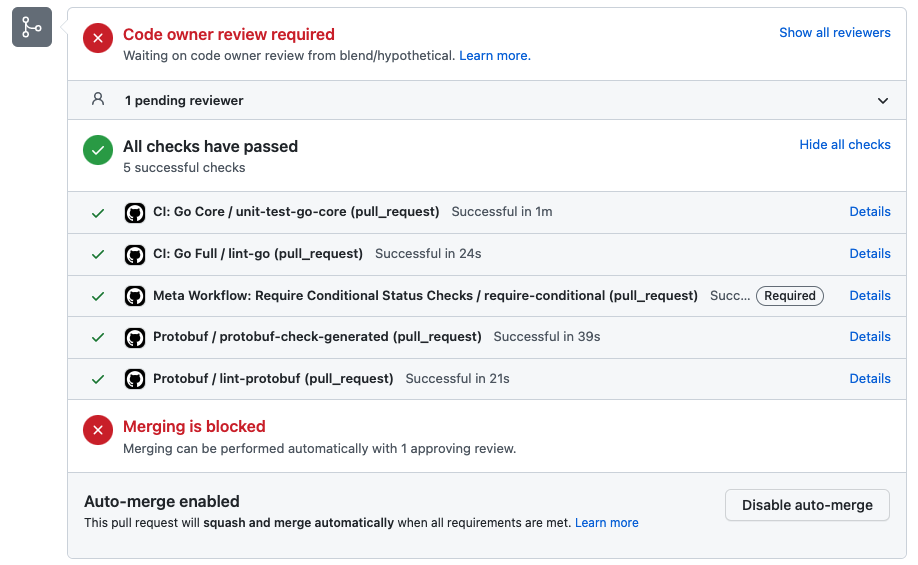 Code owner review required
Show all reviewers
Waiting on code owner review from blend/hypothetical. Learn more.
1 pending reviewer
All checks have passed
Hide all checks
5 successful checks
CI: Go Core / unit-test-go-core (pull_request) Successful in 1m Details
CI: Go Full / lint-go (pull_request) Successful in 24s Details
Meta Workflow: Require Conditional Status Checks / require-conditional (pull_request) Succ... Required Details
Protobuf / protobuf-check-generated (pull_request) Successful in 39s Details
Protobuf / lint-protobuf (pull_request) Successful in 21s Details
Merging is blocked
Merging can be performed automatically with 1 approving review.
Auto-merge enabled
Disable auto-merge
This pull request will squash and merge automatically when all requirements are met. Learn more